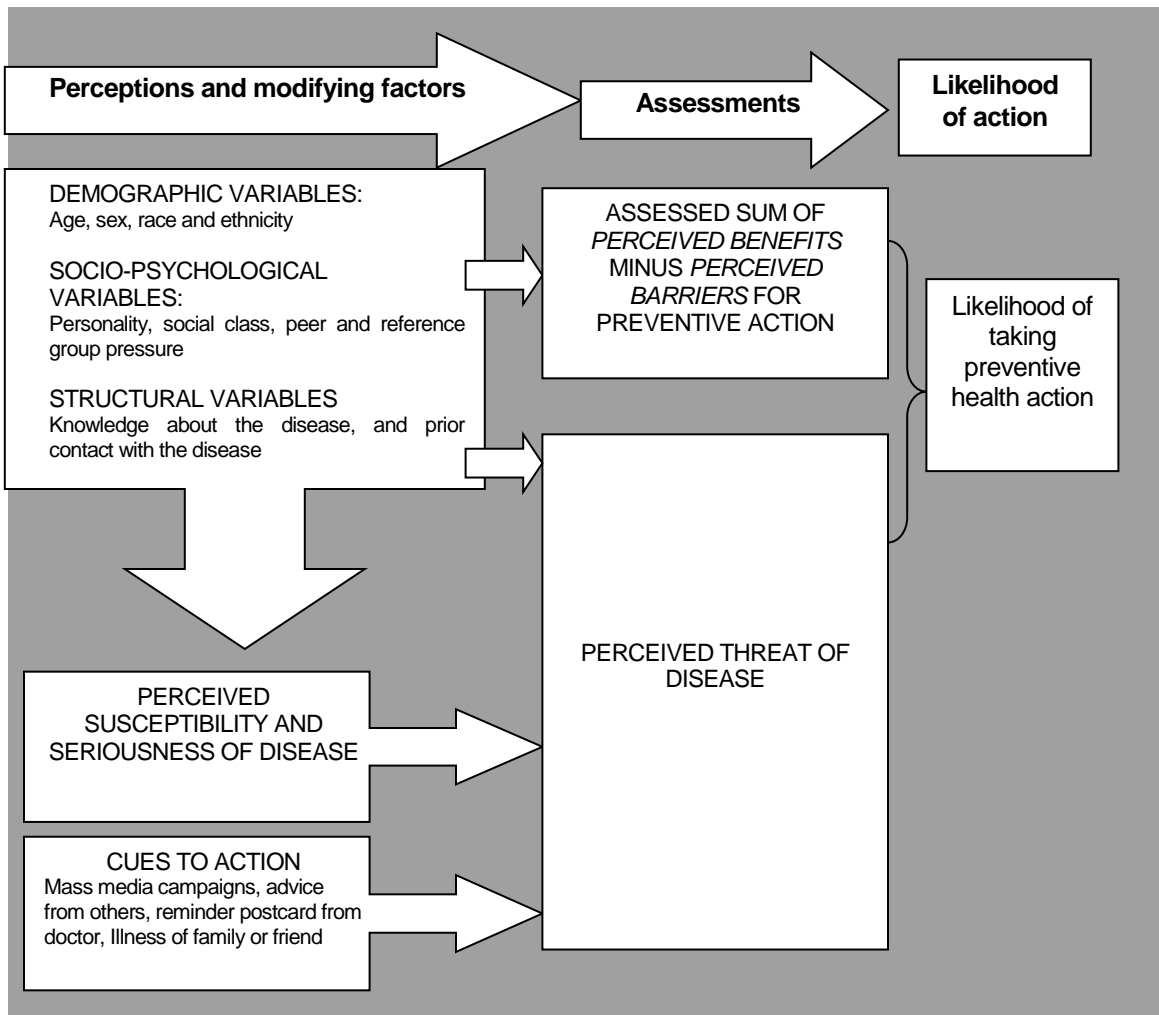 Perceptions and modifying factors
Assessments
Likelihood
of action
DEMOGRAPHIC VARIABLES:
Age, sex, race and ethnicity
SOCIO-PSYCHOLOGICAL
VARIABLES:
Personality, social class, peer and reference
group pressure
STRUCTURAL VARIABLES
Knowledge about the disease, and prior
contact with the disease
ASSESSED SUM OF
PERCEIVED BENEFITS
MINUS PERCEIVED
BARRIERS FOR
PREVENTIVE ACTION
Likelihood of
taking
preventive
health action
PERCEIVED THREAT OF
DISEASE
PERCEIVED
SUSCEPTIBILITY AND
SERIOUSNESS OF DISEASE
CUES TO ACTION
Mass media campaigns, advice
from others, reminder postcard from
doctor, Illness of family or friend